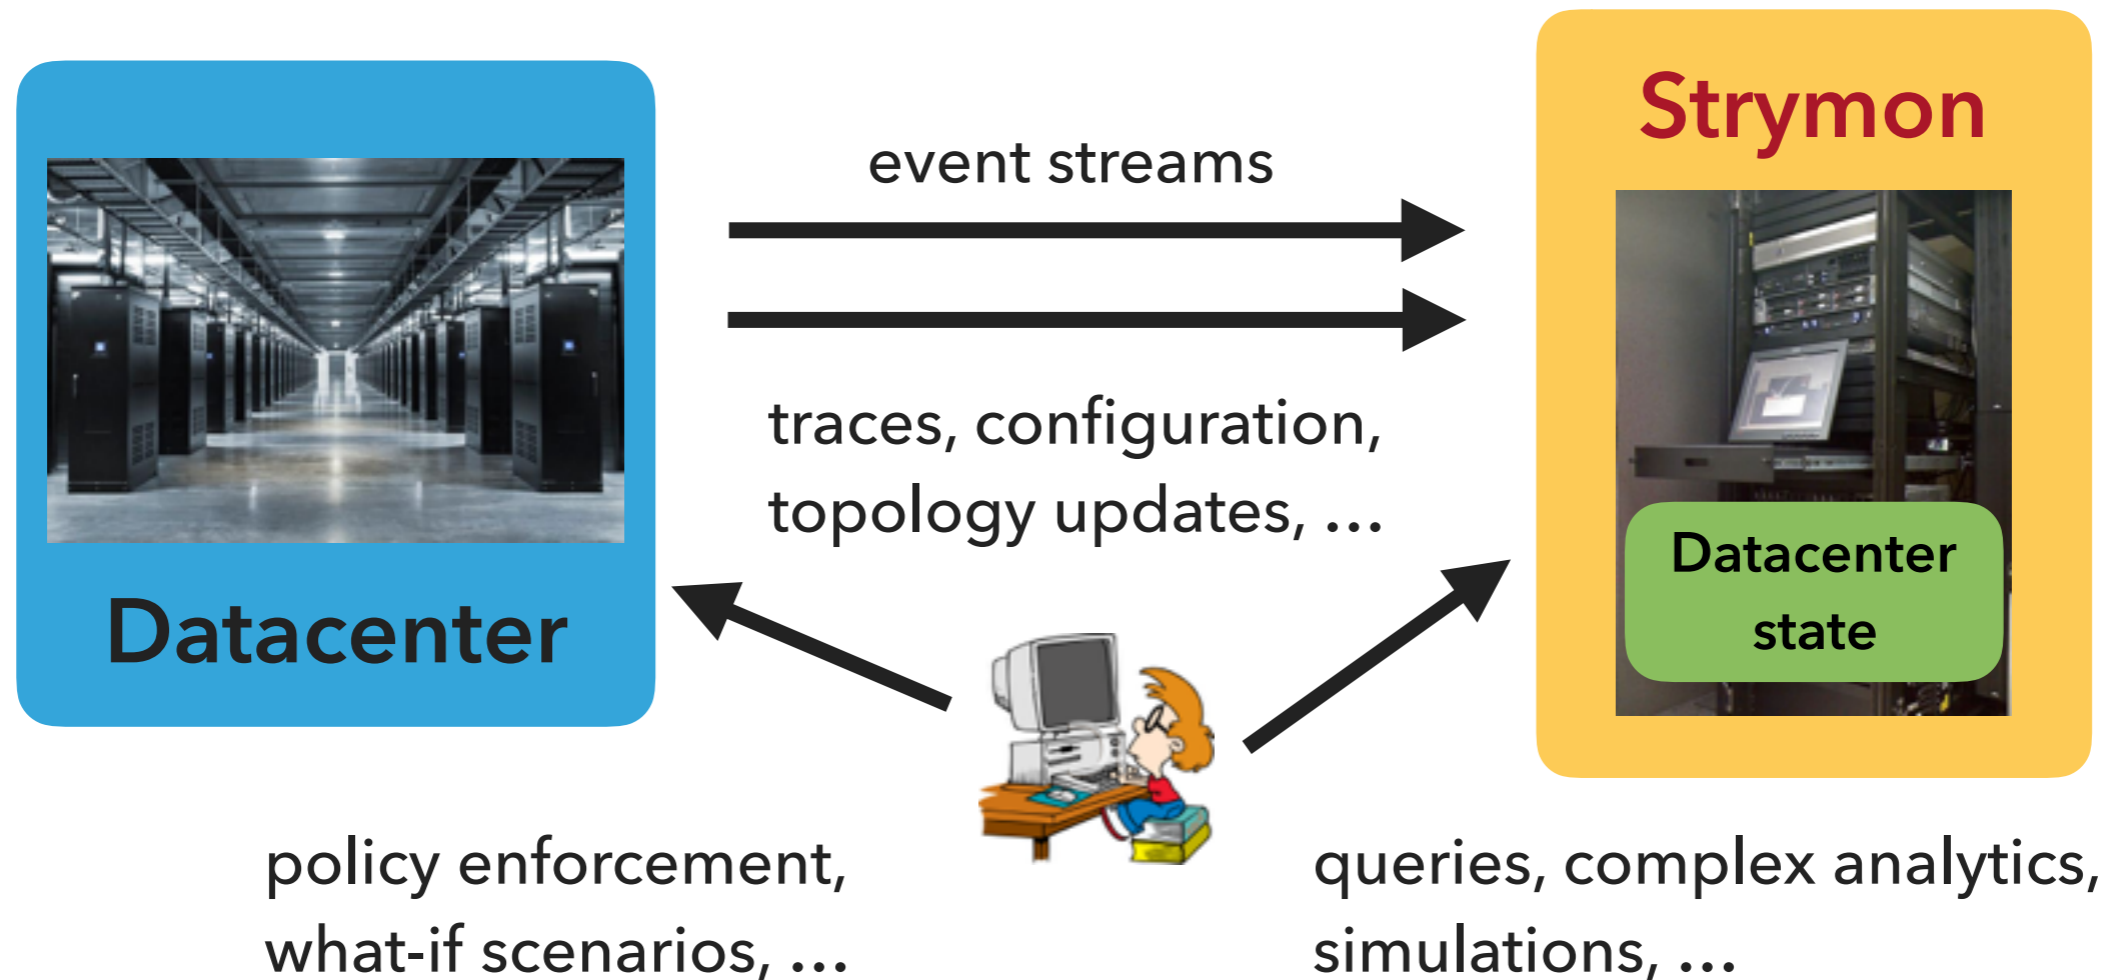 Strymon
event streams
traces, configuration,
topology updates, …
Datacenter
state
Datacenter
policy enforcement,
what-if scenarios, …
queries, complex analytics,
simulations, …